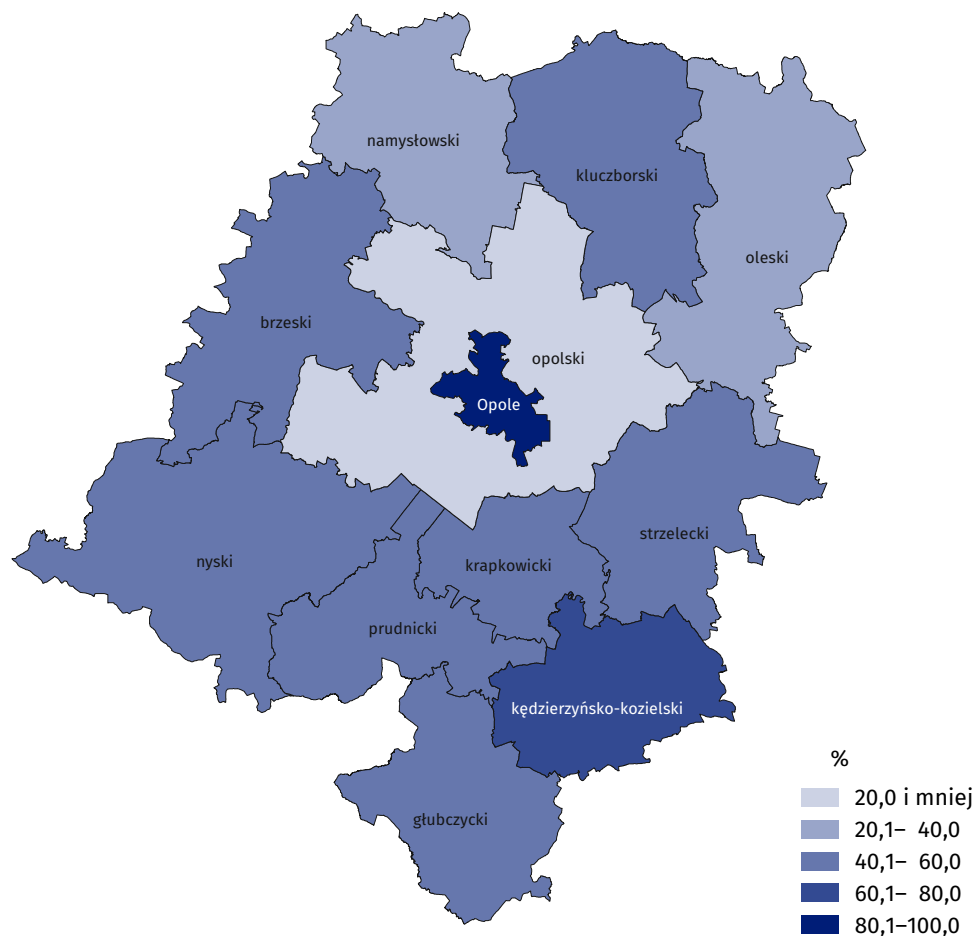 namysłowski
kluczborski
oleski
brzeski
opolski
Opole
strzelecki
nyski
krapkowicki
prudnicki
kędzierzyńsko-kozielski
głubczycki
%
20,0 i mniej
20,1– 40,0
40,1– 60,0
60,1– 80,0
80,1–100,0